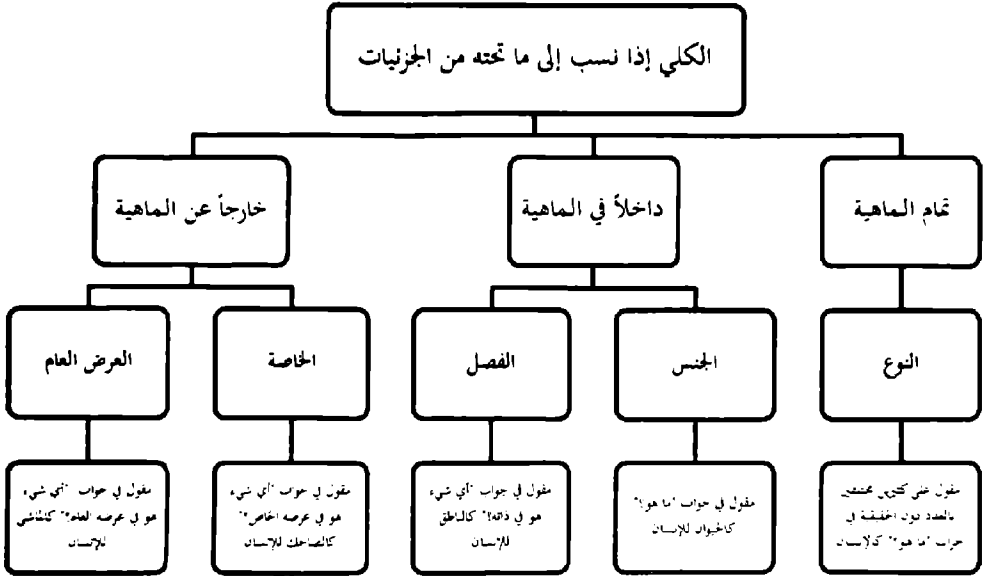 الكلي إذا نسب إلى ما تحته من الجزئيات
تمام الماهية
داخلاً في الماهية
خارجاً عن الماهية
النوع
الجنس
الفصل
الخاصة
العرض العام
مقول على كثيرين مختلفين
بالعدد دون الحقيقة في
جواب "ما هو؟" كالإنسان
مقول في جواب "ما هو؟"
كالحيوان للإنسان
مقول في جواب "أي شيء
هو في ذاته؟" كالناطق
للإنسان
مقول في جواب "أي شيء
هو في عرضه الخاص؟"
كالضاحك للإنسان
مقول في جواب "أي شيء
هو في عرضه العام؟" كالماشي
للإنسان